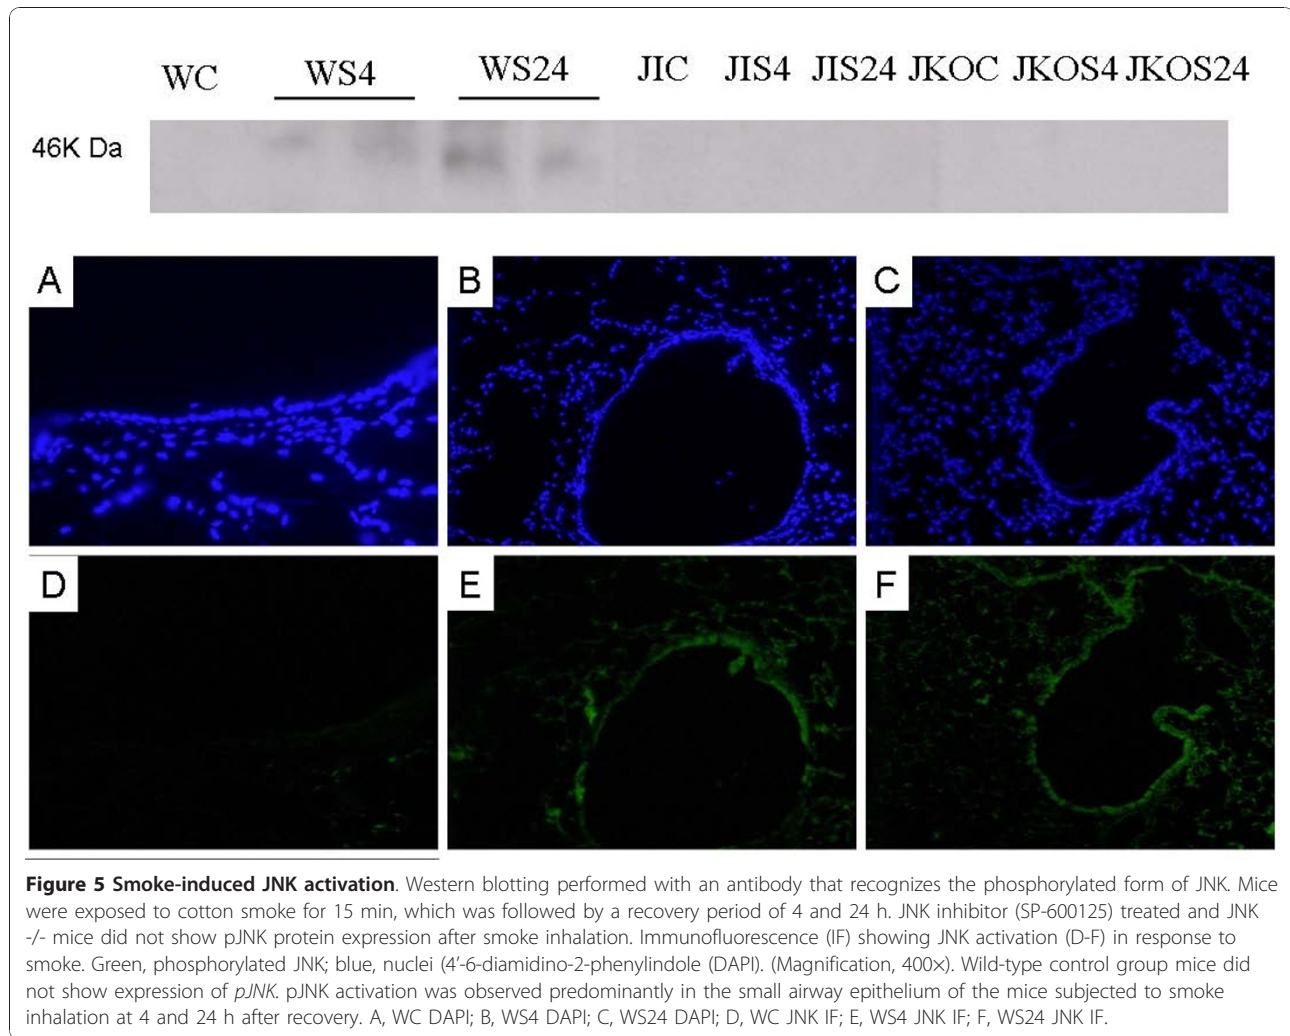 WC WS4 WS24 JIC JIS4 JIS24 JKOC JKOS4 JKOS24
46K Da
A B C
D E F
Figure 5 Smoke-induced JNK activation. Western blotting performed with an antibody that recognizes the phosphorylated form of JNK. Mice
were exposed to cotton smoke for 15 min, which was followed by a recovery period of 4 and 24 h. JNK inhibitor (SP-600125) treated and JNK
-/- mice did not show pJNK protein expression after smoke inhalation. Immunofluorescence (IF) showing JNK activation (D-F) in response to
smoke. Green, phosphorylated JNK; blue, nuclei (4′-6-diamidino-2-phenylindole (DAPI). (Magnification, 400×). Wild-type control group mice did
not show expression of pJNK. pJNK activation was observed predominantly in the small airway epithelium of the mice subjected to smoke
inhalation at 4 and 24 h after recovery. A, WC DAPI; B, WS4 DAPI; C, WS24 DAPI; D, WC JNK IF; E, WS4 JNK IF; F, WS24 JNK IF.